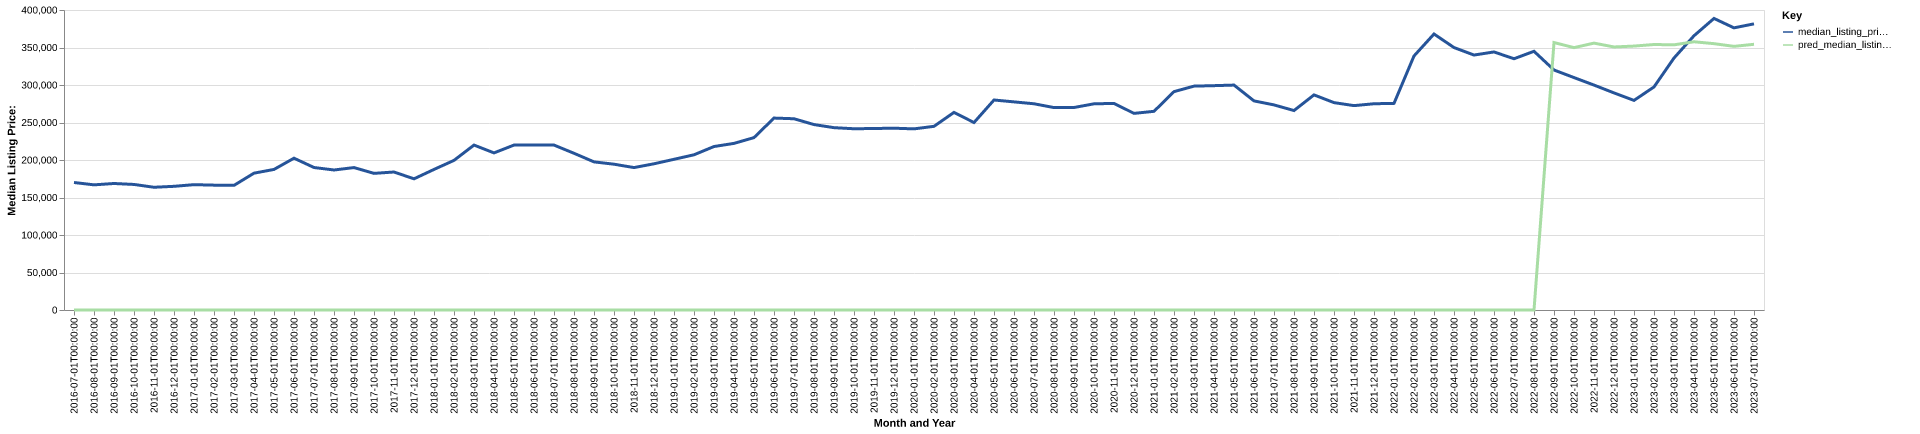 400,000
350,000
300,000
250,000
200,000
150,000
100,000
50,000
0
Median Listing Price:
2016-07-01T00:00:00
2016-08-01T00:00:00
2016-09-01T00:00:00
2016-10-01T00:00:00
2016-11-01T00:00:00
2016-12-01T00:00:00
2017-01-01T00:00:00
2017-02-01T00:00:00
2017-03-01T00:00:00
2017-04-01T00:00:00
2017-05-01T00:00:00
2017-06-01T00:00:00
2017-07-01T00:00:00
2017-08-01T00:00:00
2017-09-01T00:00:00
2017-10-01T00:00:00
2017-11-01T00:00:00
2017-12-01T00:00:00
2018-01-01T00:00:00
2018-02-01T00:00:00
2018-03-01T00:00:00
2018-04-01T00:00:00
2018-05-01T00:00:00
2018-06-01T00:00:00
2018-07-01T00:00:00
2018-08-01T00:00:00
2018-09-01T00:00:00
2018-10-01T00:00:00
2018-11-01T00:00:00
2018-12-01T00:00:00
2019-01-01T00:00:00
2019-02-01T00:00:00
2019-03-01T00:00:00
2019-04-01T00:00:00
2019-05-01T00:00:00
2019-06-01T00:00:00
2019-07-01T00:00:00
2019-08-01T00:00:00
2019-09-01T00:00:00
2019-10-01T00:00:00
2019-11-01T00:00:00
2019-12-01T00:00:00
2020-01-01T00:00:00
2020-02-01T00:00:00
2020-03-01T00:00:00
2020-04-01T00:00:00
2020-05-01T00:00:00
2020-06-01T00:00:00
2020-07-01T00:00:00
2020-08-01T00:00:00
2020-09-01T00:00:00
2020-10-01T00:00:00
2020-11-01T00:00:00
2020-12-01T00:00:00
2021-01-01T00:00:00
2021-02-01T00:00:00
2021-03-01T00:00:00
2021-04-01T00:00:00
2021-05-01T00:00:00
2021-06-01T00:00:00
2021-07-01T00:00:00
2021-08-01T00:00:00
2021-09-01T00:00:00
2021-10-01T00:00:00
2021-11-01T00:00:00
2021-12-01T00:00:00
2022-01-01T00:00:00
2022-02-01T00:00:00
2022-03-01T00:00:00
2022-04-01T00:00:00
2022-05-01T00:00:00
2022-06-01T00:00:00
2022-07-01T00:00:00
2022-08-01T00:00:00
2022-09-01T00:00:00
2022-10-01T00:00:00
2022-11-01T00:00:00
2022-12-01T00:00:00
2023-01-01T00:00:00
2023-02-01T00:00:00
2023-03-01T00:00:00
2023-04-01T00:00:00
2023-05-01T00:00:00
2023-06-01T00:00:00
2023-07-01T00:00:00
Month and Year
Key
median_listing_pri…
pred_median_listin…